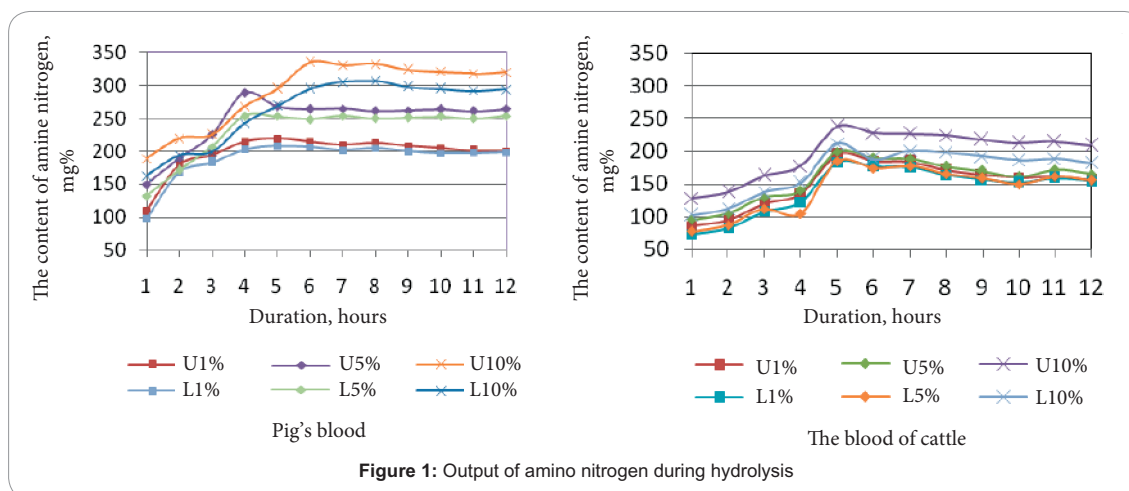 The content of amine nitrogen,
mg%
350
300
250
200
150
100
50
1 2 3 4 5 6 7 8 9 10 11 12
Duration, hours
U1% U5% U10%
L1% L5% L10%
Pig's blood
The content of amine nitrogen,
mg%
350
300
250
200
150
100
50
1 2 3 4 5 6 7 8 9 10 11 12
Duration, hours
U1% U5% U10%
L1% L5% L10%
The blood of cattle
Figure 1: Output of amino nitrogen during hydrolysis